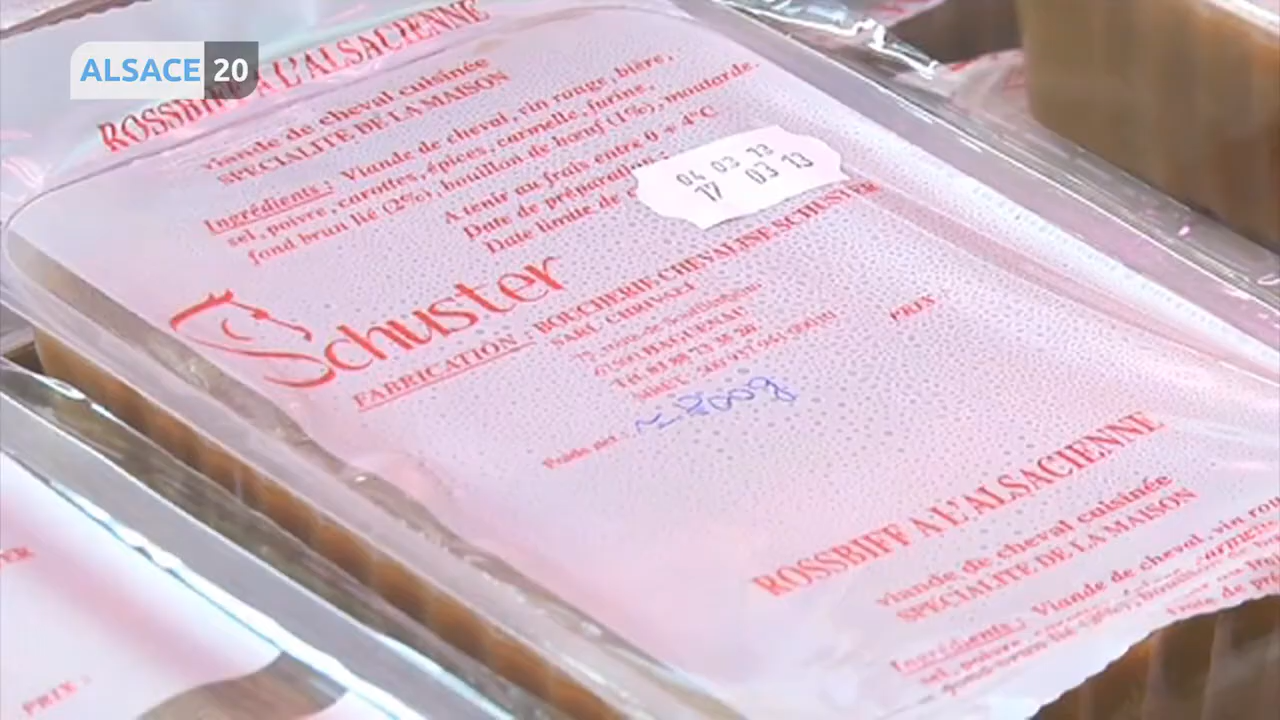 ALSACE 20
ROSSBIFF A L'ALSACIENNE
viande de cheval cuisinée
SPECIALITE DE LA MAISON
Ingrédients : Viande de cheval, vin rouge, bière,
sel, poivre, carottes, épices, carmelle, farine,
fond brun lié (2%), bouillon de bœuf (1%), moutarde.
A tenir au frais entre 0 + 4°C
Date de préparation :
Date limite de
04 03 13
17 03 13
Schuster
FABRICATION : BOUCHERIE CHEVALINE SCHUSTER
PRIX
Poids net :
ROSSBIFF A L'ALSACIENNE
viande de cheval cuisinée
SPECIALITE DE LA MAISON
Ingrédients : Viande de cheval, vin
PRIX :